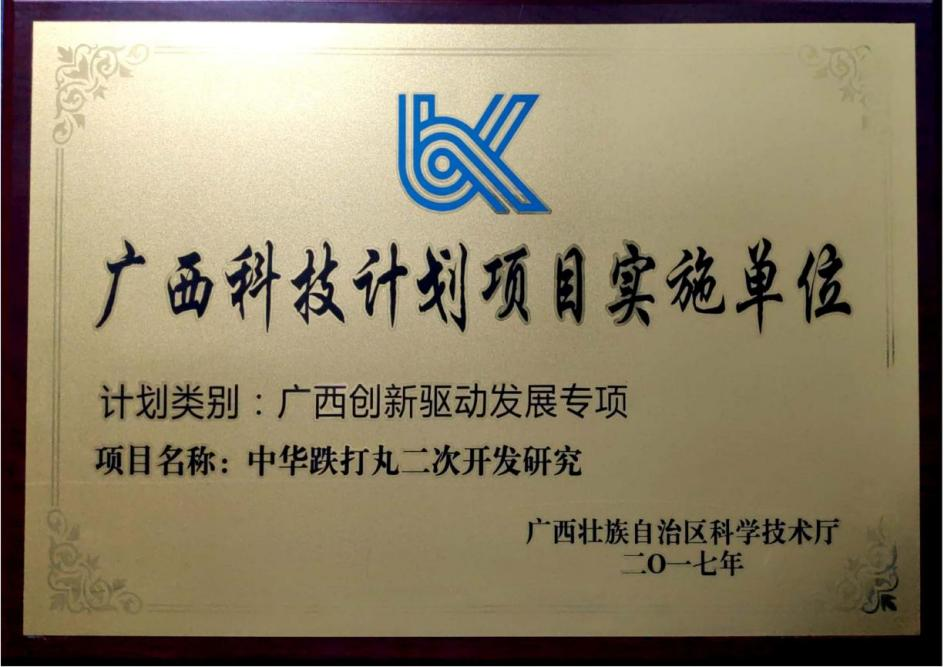 广西科技计划项目实施单位
计划类别：广西创新驱动发展专项
项目名称：中华跌打丸二次开发研究
广西壮族自治区科学技术厅
二〇一七年